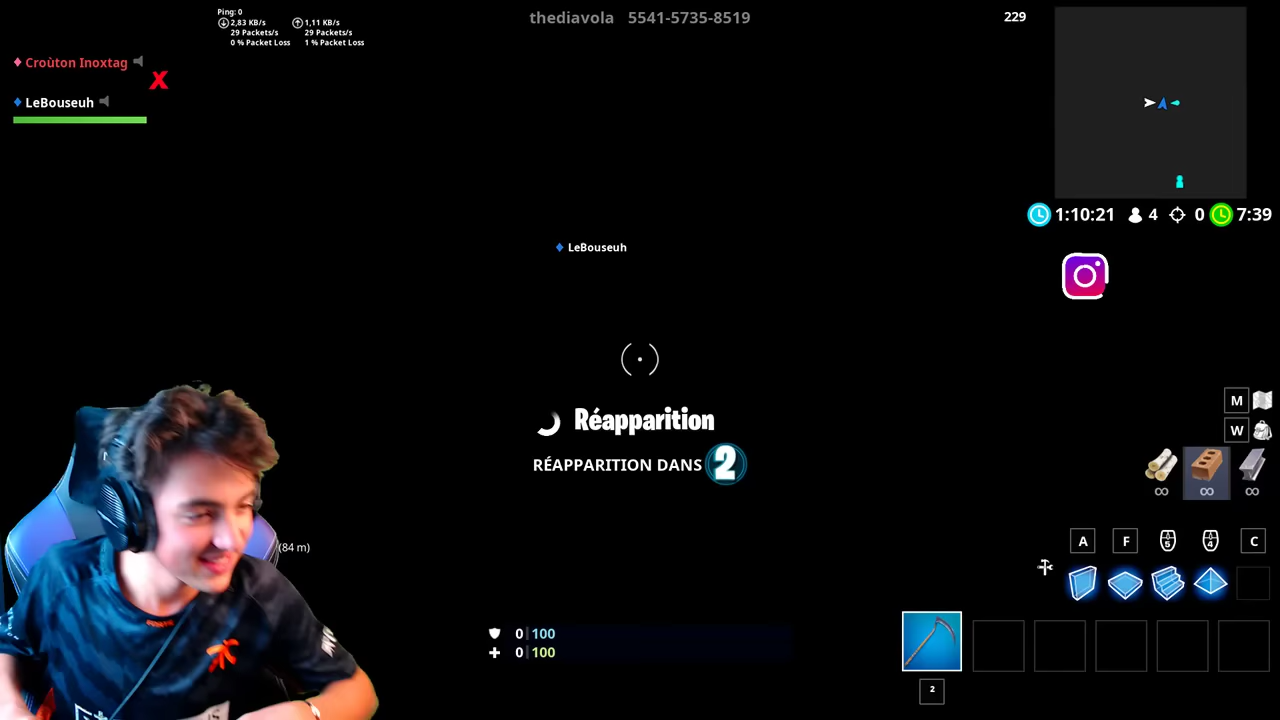 Ping: 0
2,83 KB/s 1,11 KB/s
29 Packets/s 29 Packets/s
0 % Packet Loss 1 % Packet Loss
thediavola 5541-5735-8519
229
Croùton Inoxtag
X
LeBouseuh
1:10:21 4 0 7:39
LeBouseuh
Réapparition
RÉAPPARITION DANS 2
M
W
∞ ∞ ∞
A F 5 4 C
(84 m)
0 | 100
0 | 100
2